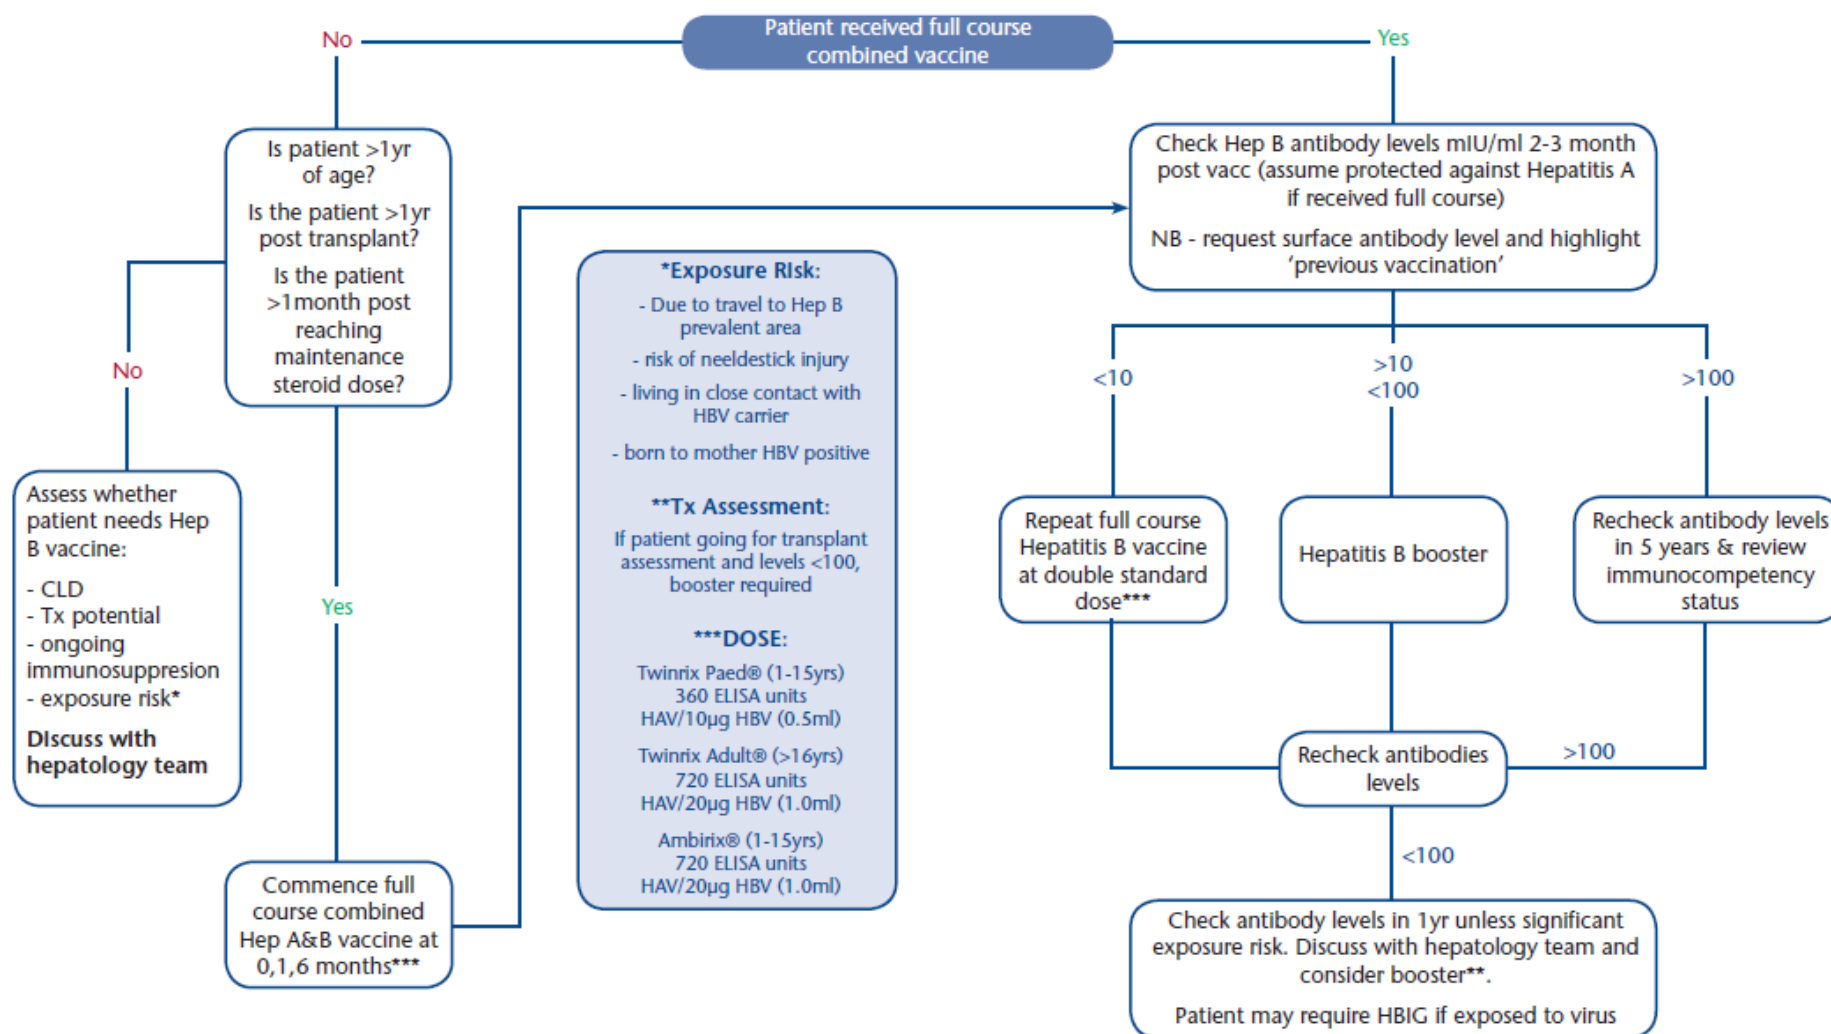 Patient received full course
combined vaccine
No
Yes
Is patient >1yr
of age?
Is the patient >1yr
post transplant?
Is the patient
>1month post
reaching
maintenance
steroid dose?
No
Yes
Assess whether
patient needs Hep
B vaccine:
- CLD
- Tx potential
- ongoing
immunosuppresion
- exposure risk*
Discuss with
hepatology team
Commence full
course combined
Hep A&B vaccine at
0,1,6 months***
*Exposure Risk:
- Due to travel to Hep B
prevalent area
- risk of neeldestick injury
- living in close contact with
HBV carrier
- born to mother HBV positive
**Tx Assessment:
If patient going for transplant
assessment and levels <100,
booster required
***DOSE:
Twinrix Paed® (1-15yrs)
360 ELISA units
HAV/10µg HBV (0.5ml)
Twinrix Adult® (>16yrs)
720 ELISA units
HAV/20µg HBV (1.0ml)
Ambirix® (1-15yrs)
720 ELISA units
HAV/20µg HBV (1.0ml)
Check Hep B antibody levels mIU/ml 2-3 month
post vacc (assume protected against Hepatitis A
if received full course)
NB - request surface antibody level and highlight
‘previous vaccination’
<10
>10
<100
>100
Repeat full course
Hepatitis B vaccine
at double standard
dose***
Hepatitis B booster
Recheck antibody levels
in 5 years & review
immunocompetency
status
Recheck antibodies
levels
>100
<100
Check antibody levels in 1yr unless significant
exposure risk. Discuss with hepatology team and
consider booster**.
Patient may require HBIG if exposed to virus